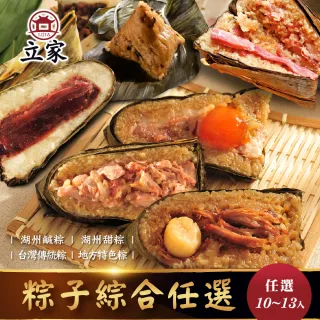 立家
| 湖州鹹粽 | 湖州甜粽 |
| 台灣傳統粽 | 地方特色粽 |
粽子綜合任選
任選
10~13入